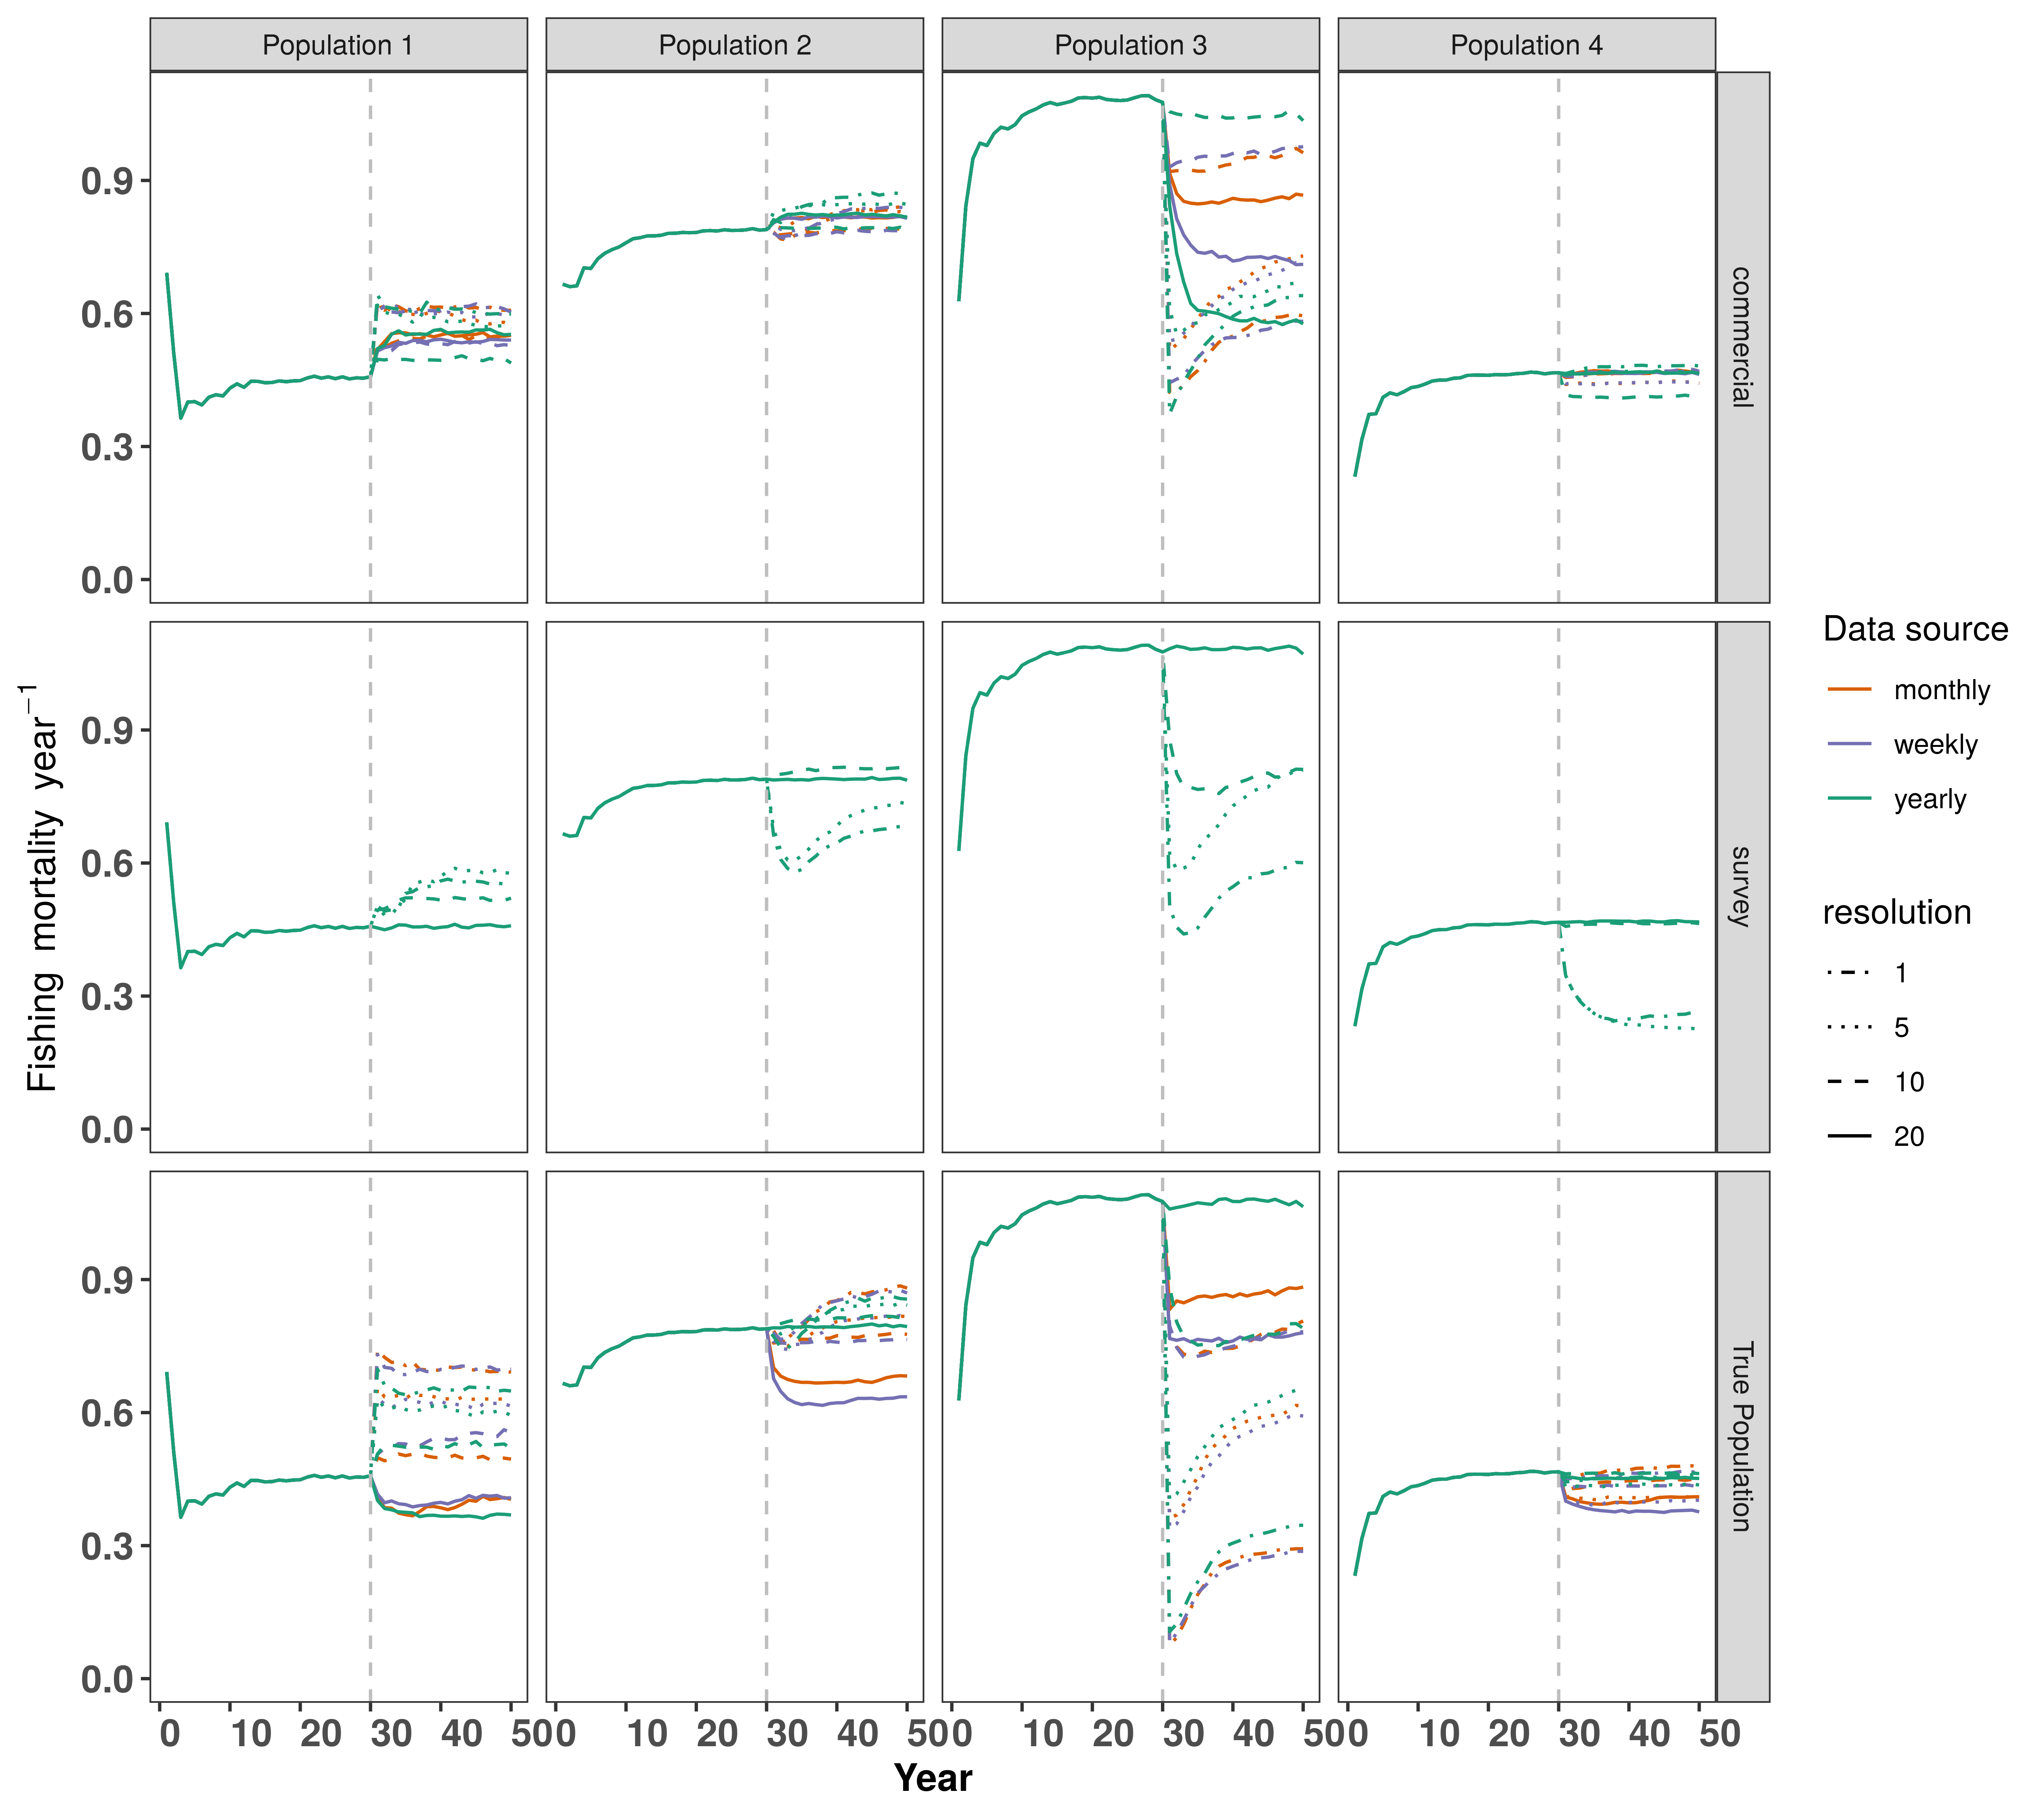 Population 1 Population 2 Population 3 Population 4
0.9
0.6
0.3
0.0
commercial
0.9
0.6
0.3
0.0
survey
0.9
0.6
0.3
0.0
True Population
0 10 20 30 40 50 0 10 20 30 40 50 0 10 20 30 40 50 0 10 20 30 40 50
Year
Fishing mortality year⁻¹
Data source
monthly
weekly
yearly
resolution
1
5
10
20